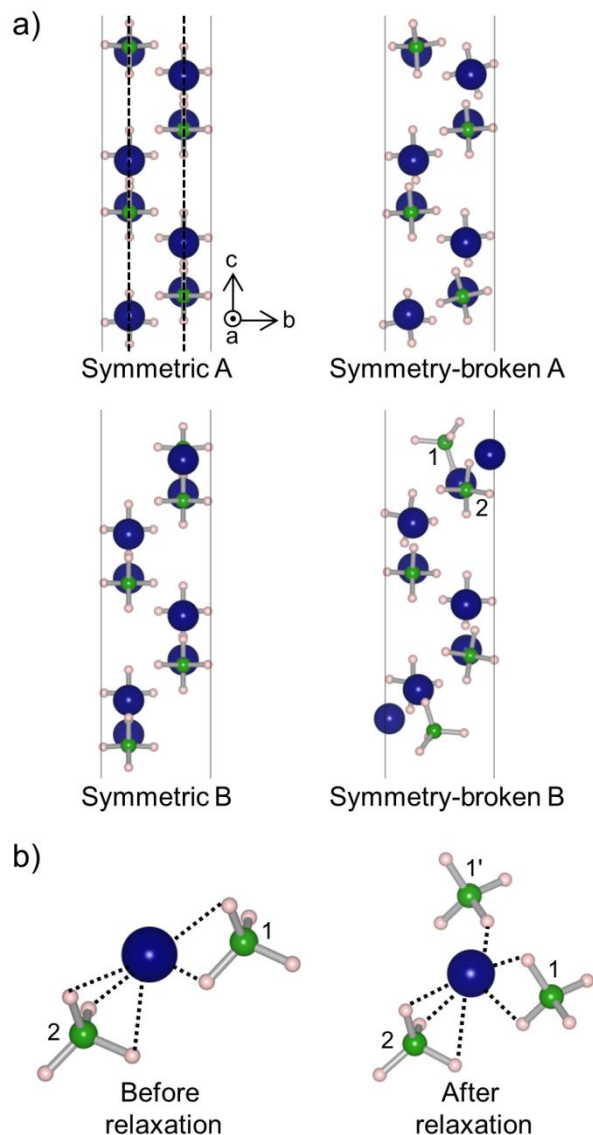 a)
c
b
a
Symmetric A
Symmetry-broken A
1
2
Symmetric B
Symmetry-broken B
b)
1'
1
1
2
2
Before
relaxation
After
relaxation